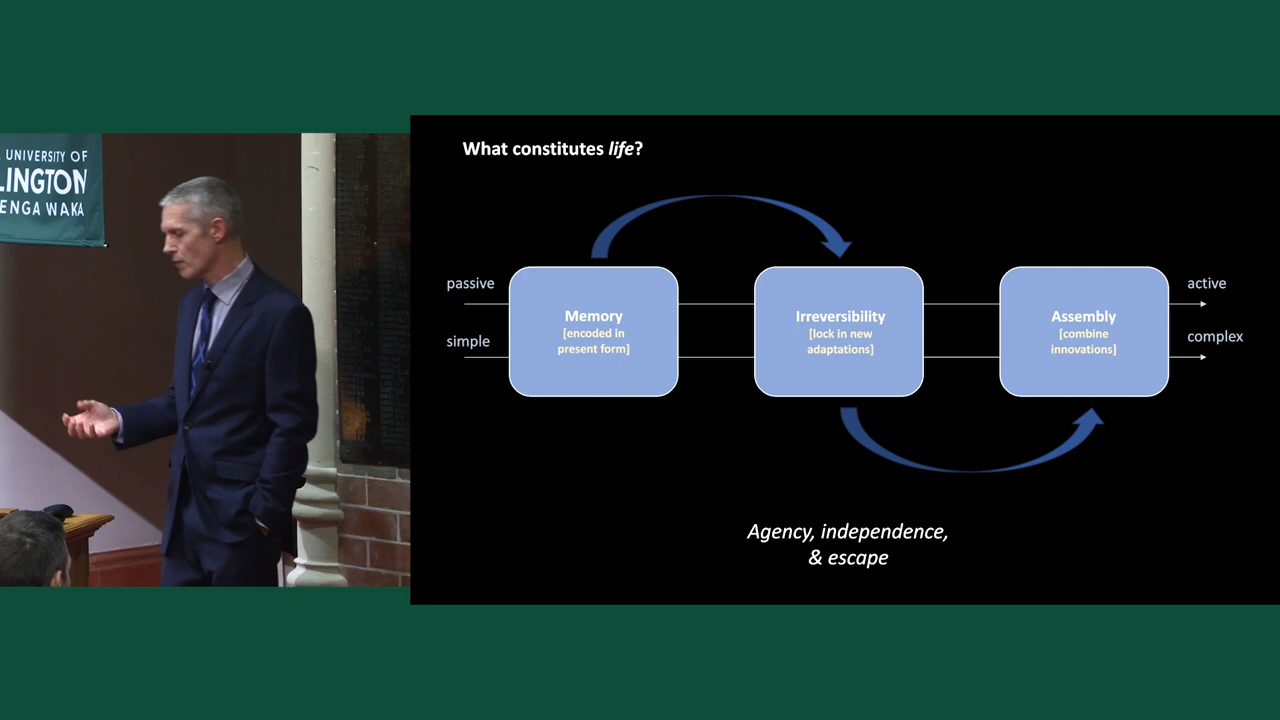 UNIVERSITY OF
LINGTON
ENGA WAKA
What constitutes life?
passive
simple
Memory
[encoded in
present form]
Irreversibility
[lock in new
adaptations]
Assembly
[combine
innovations]
active
complex
Agency, independence,
& escape